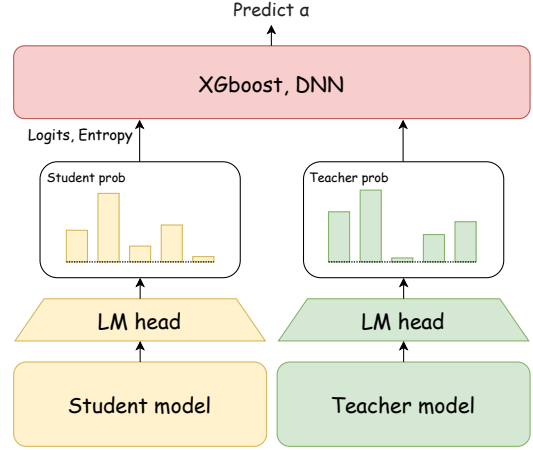 Predict α
XGboost, DNN
Logits, Entropy
Student prob
Teacher prob
LM head
LM head
Student model
Teacher model